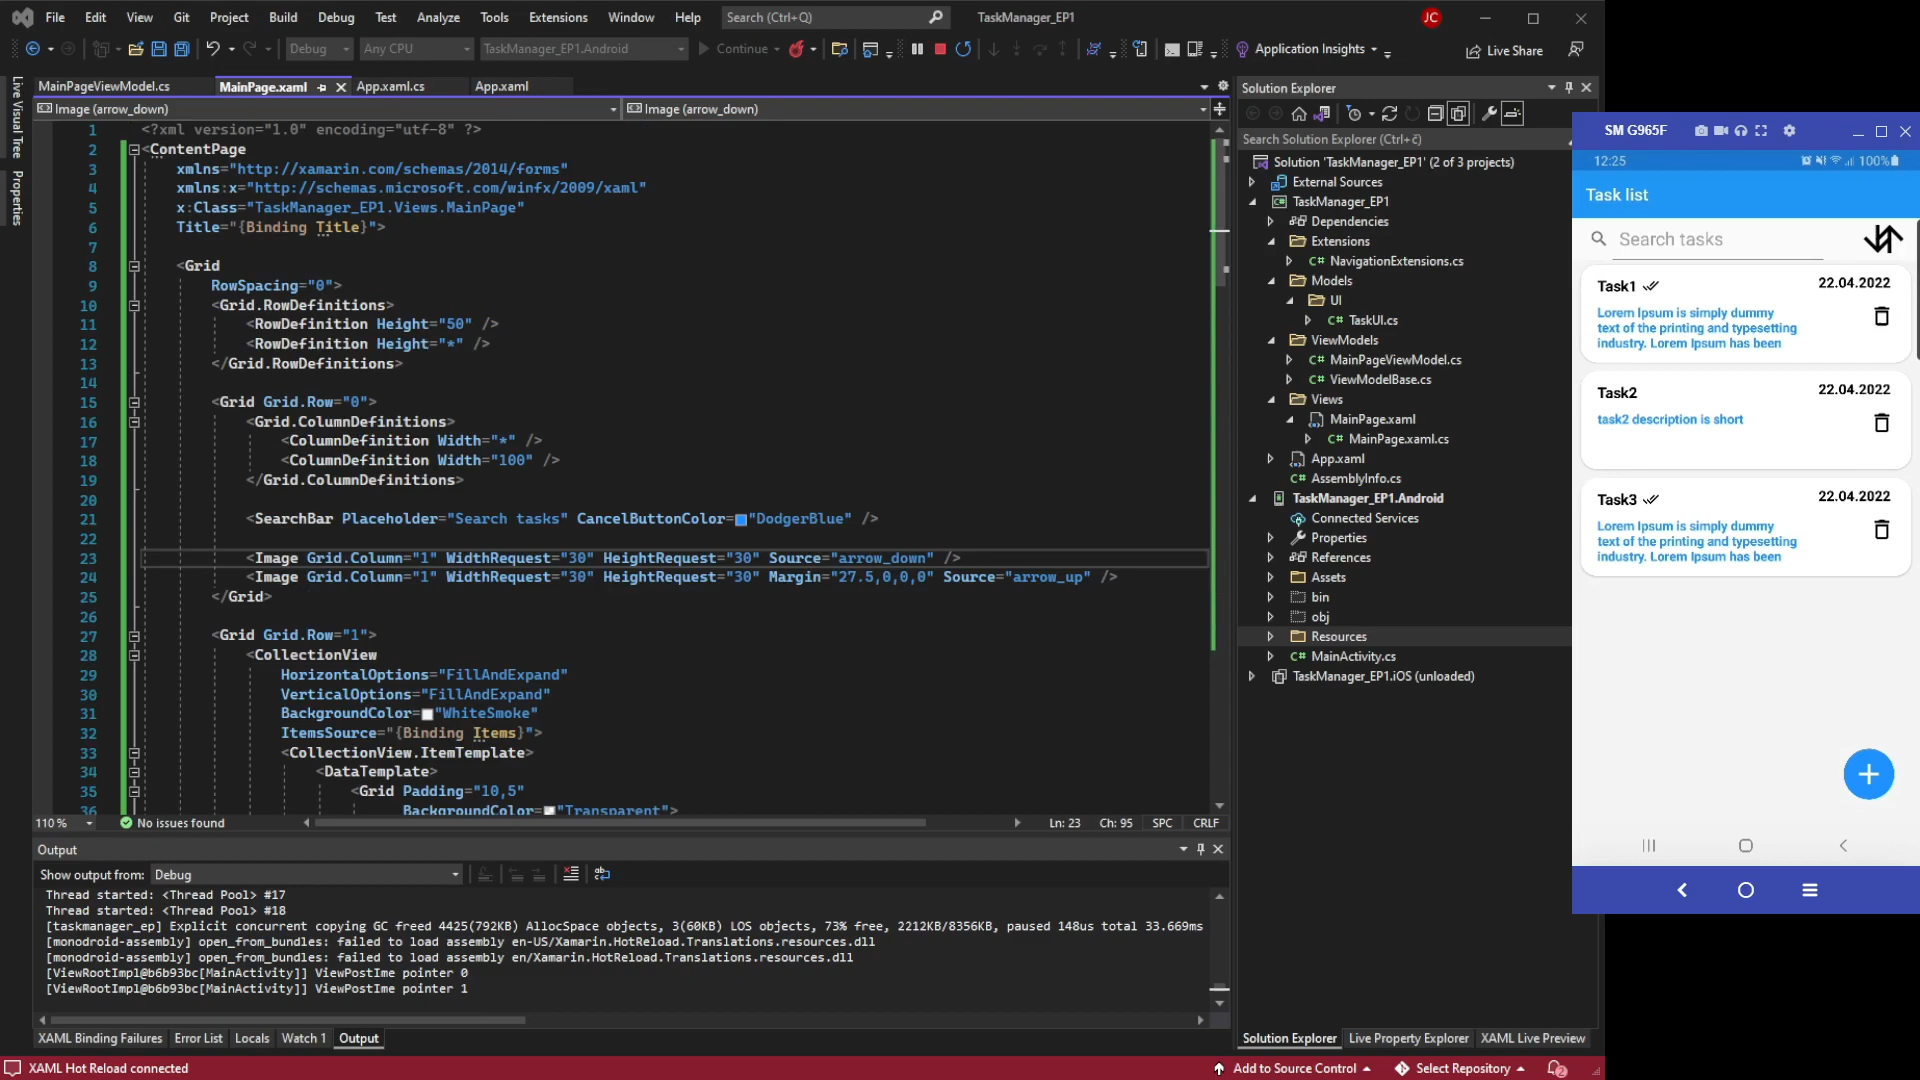 File Edit View Git Project Build Debug Test Analyze Tools Extensions Window Help Search (Ctrl+Q) TaskManager_EP1 JC
Debug Any CPU TaskManager_EP1.Android Continue Application Insights Live Share
Live Visual Tree
Properties
MainPageViewModel.cs MainPage.xaml App.xaml.cs App.xaml
Image (arrow_down) Image (arrow_down)
1 <?xml version="1.0" encoding="utf-8" ?>
2 <ContentPage
3 xmlns="http://xamarin.com/schemas/2014/forms"
4 xmlns:x="http://schemas.microsoft.com/winfx/2009/xaml"
5 x:Class="TaskManager_EP1.Views.MainPage"
6 Title="{Binding Title}">
7
8 <Grid
9 RowSpacing="0">
10 <Grid.RowDefinitions>
11 <RowDefinition Height="50" />
12 <RowDefinition Height="*" />
13 </Grid.RowDefinitions>
14
15 <Grid Grid.Row="0">
16 <Grid.ColumnDefinitions>
17 <ColumnDefinition Width="*" />
18 <ColumnDefinition Width="100" />
19 </Grid.ColumnDefinitions>
20
21 <SearchBar Placeholder="Search tasks" CancelButtonColor="DodgerBlue" />
22
23 <Image Grid.Column="1" WidthRequest="30" HeightRequest="30" Source="arrow_down" />
24 <Image Grid.Column="1" WidthRequest="30" HeightRequest="30" Margin="27.5,0,0,0" Source="arrow_up" />
25 </Grid>
26
27 <Grid Grid.Row="1">
28 <CollectionView
29 HorizontalOptions="FillAndExpand"
30 VerticalOptions="FillAndExpand"
31 BackgroundColor="WhiteSmoke"
32 ItemsSource="{Binding Items}">
33 <CollectionView.ItemTemplate>
34 <DataTemplate>
35 <Grid Padding="10,5"
36 BackgroundColor="Transparent">
110 % No issues found Ln: 23 Ch: 95 SPC CRLF
Output
Show output from: Debug
Thread started: <Thread Pool> #17
Thread started: <Thread Pool> #18
[taskmanager_ep] Explicit concurrent copying GC freed 4425(792KB) AllocSpace objects, 3(60KB) LOS objects, 73% free, 2212KB/8356KB, paused 148us total 33.669ms
[monodroid-assembly] open_from_bundles: failed to load assembly en-US/Xamarin.HotReload.Translations.resources.dll
[monodroid-assembly] open_from_bundles: failed to load assembly en/Xamarin.HotReload.Translations.resources.dll
[ViewRootImpl@b6b93bc[MainActivity]] ViewPostIme pointer 0
[ViewRootImpl@b6b93bc[MainActivity]] ViewPostIme pointer 1
XAML Binding Failures Error List Locals Watch 1 Output
XAML Hot Reload connected Add to Source Control Select Repository 2
Solution Explorer
Search Solution Explorer (Ctrl+č)
Solution 'TaskManager_EP1' (2 of 3 projects)
External Sources
TaskManager_EP1
Dependencies
Extensions
C# NavigationExtensions.cs
Models
UI
C# TaskUI.cs
ViewModels
C# MainPageViewModel.cs
C# ViewModelBase.cs
Views
MainPage.xaml
C# MainPage.xaml.cs
App.xaml
C# AssemblyInfo.cs
TaskManager_EP1.Android
Connected Services
Properties
References
Assets
bin
obj
Resources
C# MainActivity.cs
TaskManager_EP1.iOS (unloaded)
Solution Explorer Live Property Explorer XAML Live Preview
SM G965F
12:25 100%
Task list
Search tasks
Task1 22.04.2022
Lorem Ipsum is simply dummy
text of the printing and typesetting
industry. Lorem Ipsum has been
Task2 22.04.2022
task2 description is short
Task3 22.04.2022
Lorem Ipsum is simply dummy
text of the printing and typesetting
industry. Lorem Ipsum has been